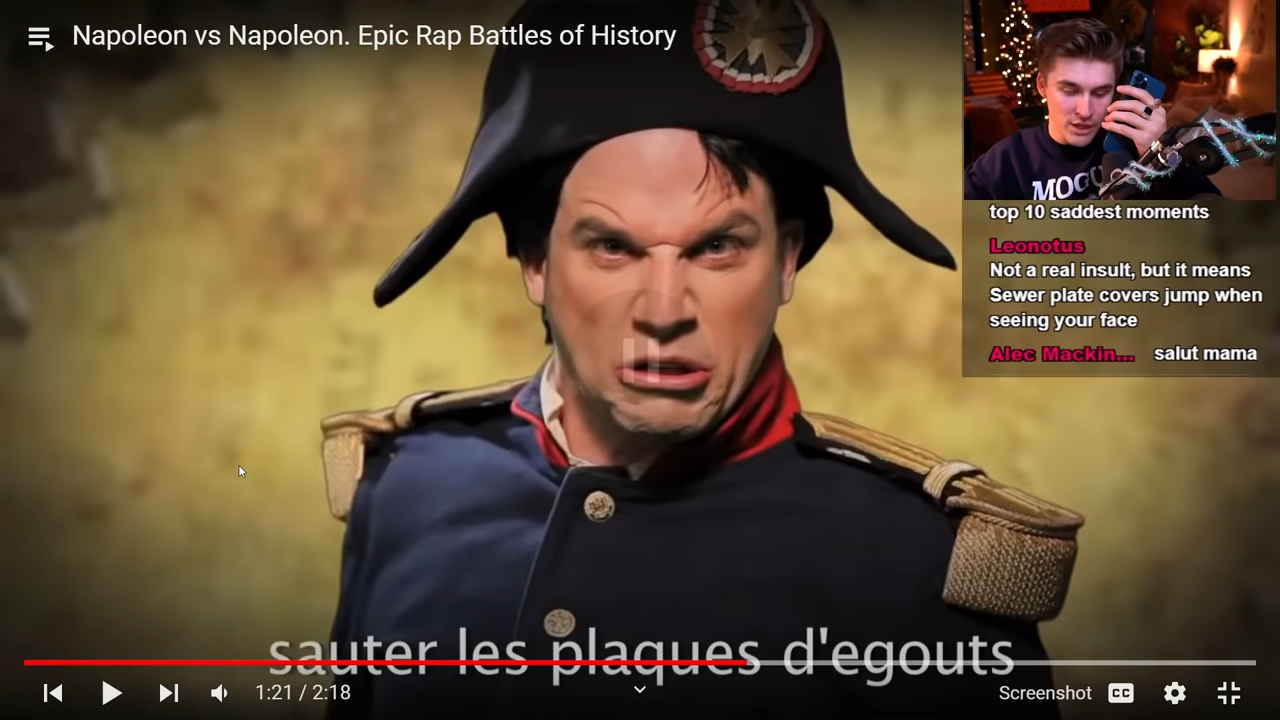 Napoleon vs Napoleon. Epic Rap Battles of History
MOGU
top 10 saddest moments
Leonotus
Not a real insult, but it means
Sewer plate covers jump when
seeing your face
Alec Mackin... salut mama
sauter les plaques d'egouts
1:21 / 2:18
Screenshot
CC